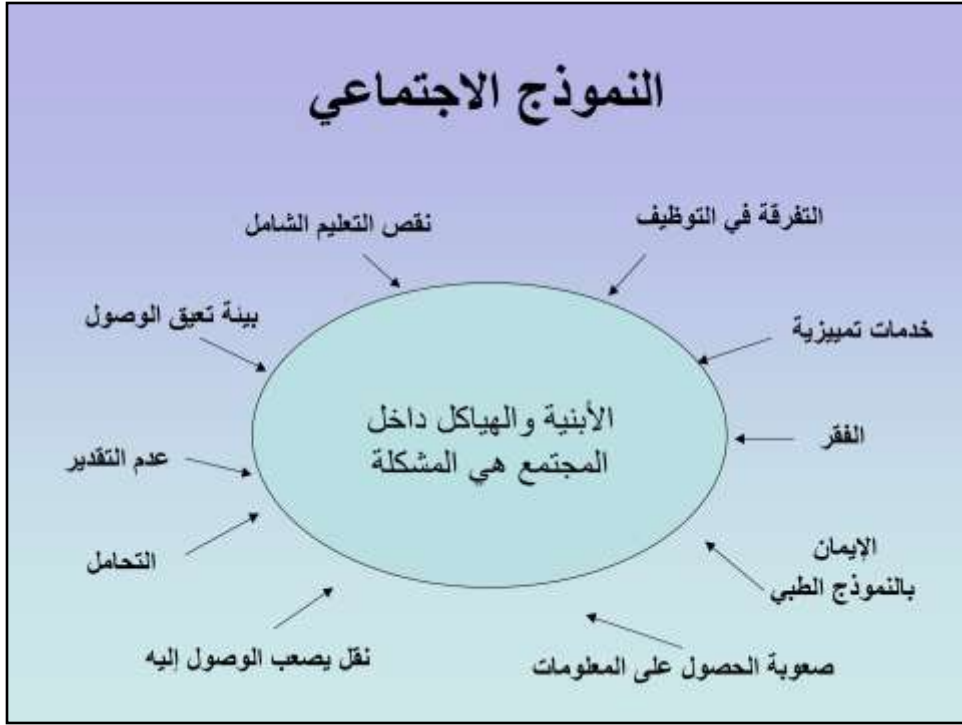 النموذج الاجتماعي
التفرقة في التوظيف
نقص التعليم الشامل
خدمات تمييزية
بيئة تعيق الوصول
الأبنية والهياكل داخل
المجتمع هي المشكلة
الفقر
عدم التقدير
الإيمان
بالنموذج الطبي
التحامل
صعوبة الحصول على المعلومات
نقل يصعب الوصول إليه